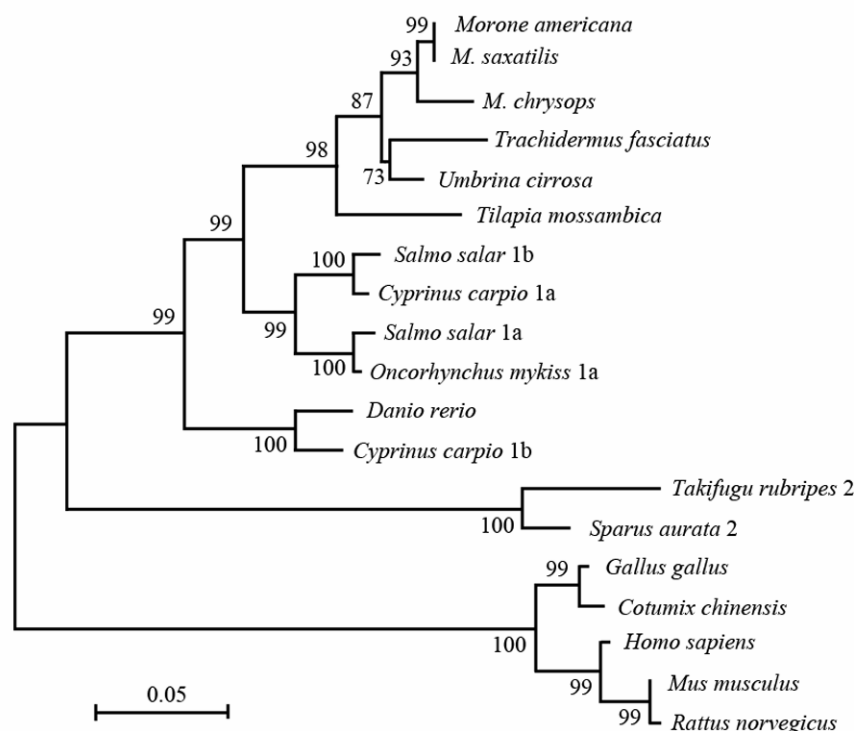 99 Morone americana
M. saxatilis
93
M. chrysops
87
Trachidermus fasciatus
98
73
Umbrina cirrosa
Tilapia mossambica
99
Salmo salar 1b
100
Cyprinus carpio 1a
99
99
Salmo salar 1a
100
Oncorhynchus mykiss 1a
Danio rerio
100
Cyprinus carpio 1b
Takifugu rubripes 2
100
Sparus aurata 2
99 Gallus gallus
Cotumix chinensis
100
Homo sapiens
99
Mus musculus
0.05
99
Rattus norvegicus